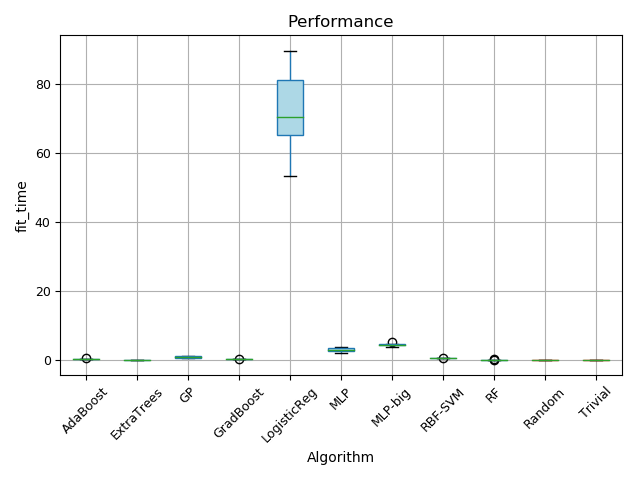 Performance
80
60
40
20
0
fit_time
AdaBoost
ExtraTrees
GP
GradBoost
LogisticReg
MLP
MLP-big
RBF-SVM
RF
Random
Trivial
Algorithm